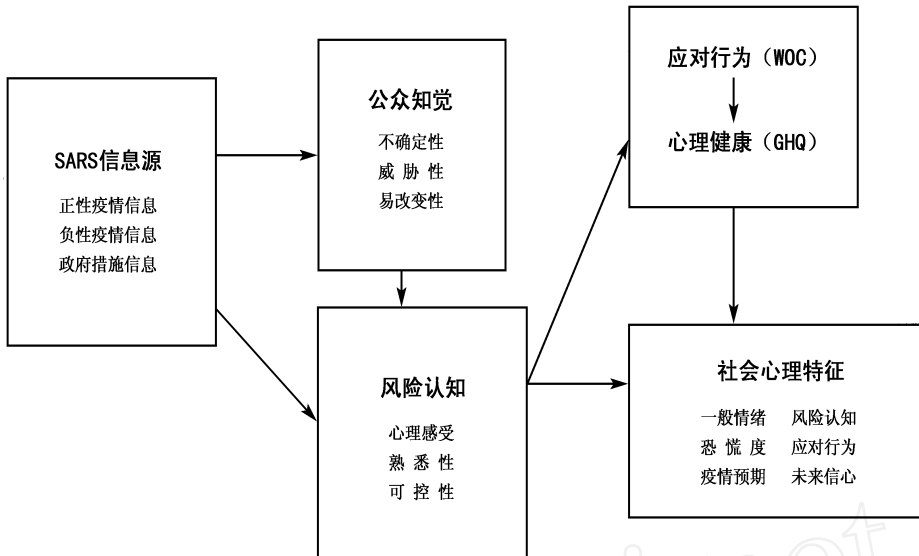 SARS信息源
正性疫情信息
负性疫情信息
政府措施信息
公众知觉
不确定性
威胁性
易改变性
风险认知
心理感受
熟悉性
可控性
应对行为（WOC）
心理健康（GHQ）
社会心理特征
一般情绪 风险认知
恐慌度 应对行为
疫情预期 未来信心